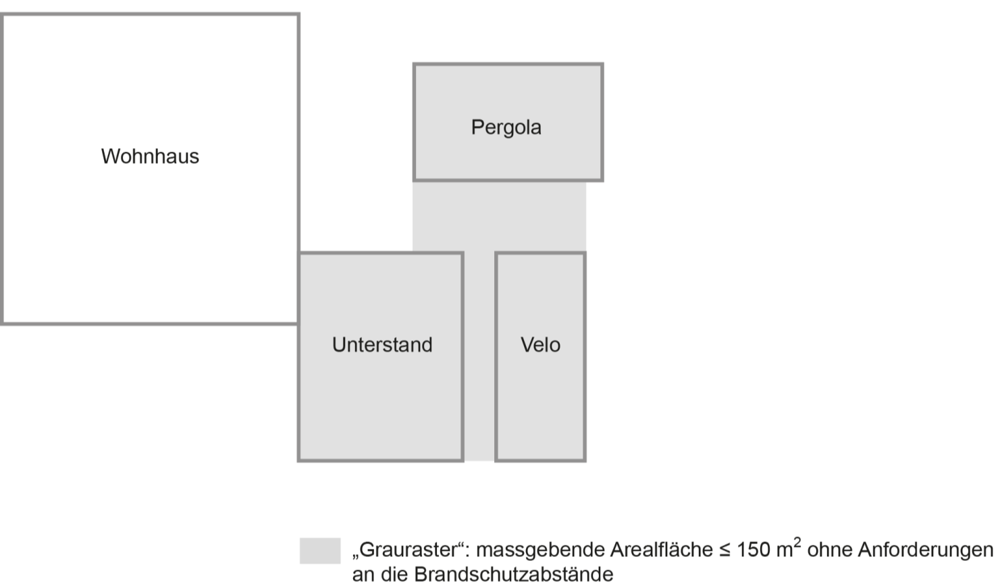 Pergola
Wohnhaus
Unterstand
Velo
„Grauraster“: massgebende Arealfläche ≤ 150 m² ohne Anforderungen
an die Brandschutzabstände